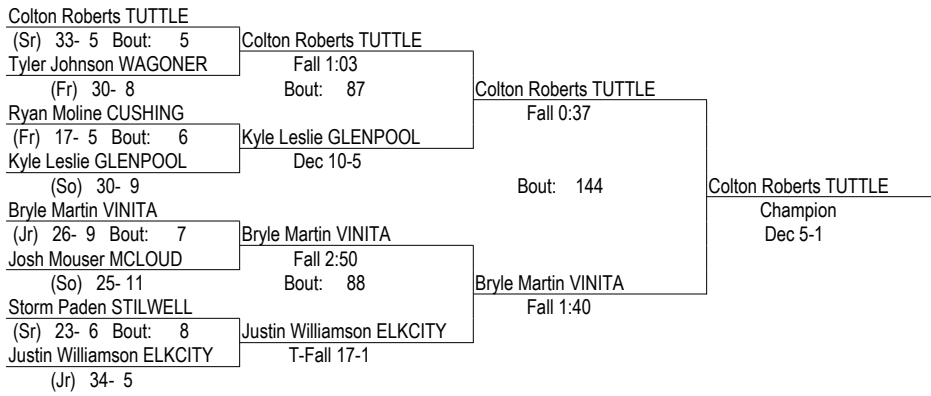 Colton Roberts TUTTLE
(Sr) 33- 5 Bout: 5
Tyler Johnson WAGONER
(Fr) 30- 8
Ryan Moline CUSHING
(Fr) 17- 5 Bout: 6
Kyle Leslie GLENPOOL
(So) 30- 9
Bryle Martin VINITA
(Jr) 26- 9 Bout: 7
Josh Mouser MCLOUD
(So) 25- 11
Storm Paden STILWELL
(Sr) 23- 6 Bout: 8
Justin Williamson ELKCITY
(Jr) 34- 5
Colton Roberts TUTTLE
Fall 1:03
Bout: 87
Kyle Leslie GLENPOOL
Dec 10-5
Bryle Martin VINITA
Fall 2:50
Bout: 88
Justin Williamson ELKCITY
T-Fall 17-1
Colton Roberts TUTTLE
Fall 0:37
Bout: 144
Bryle Martin VINITA
Fall 1:40
Colton Roberts TUTTLE
Champion
Dec 5-1